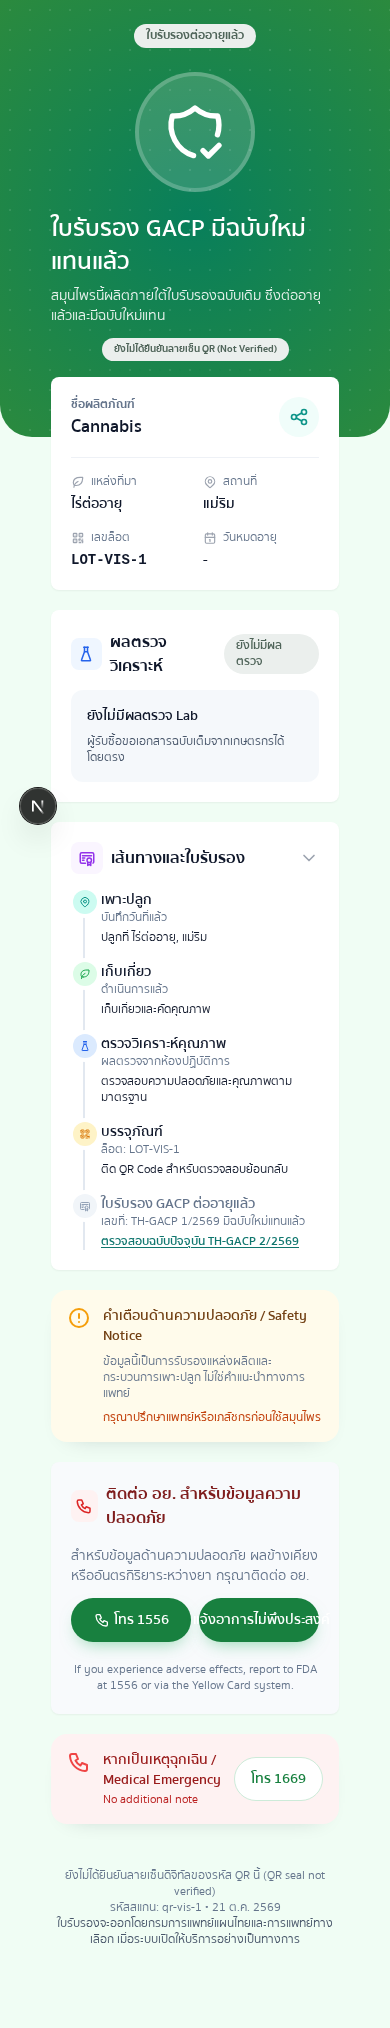 ใบรับรองต่ออายุแล้ว
ใบรับรอง GACP มีฉบับใหม่
แทนแล้ว
สมุนไพรนี้ผลิตภายใต้ใบรับรองฉบับเดิม ซึ่งต่ออายุ
แล้วและมีฉบับใหม่แทน
ยังไม่ได้ยืนยันลายเซ็น QR (Not Verified)
ชื่อผลิตภัณฑ์
Cannabis
แหล่งที่มา
สถานที่
ไร่ต่ออายุ
แม่ริม
เลขล็อต
วันหมดอายุ
LOT-VIS-1
-
ผลตรวจ
วิเคราะห์
ยังไม่มีผล
ตรวจ
ยังไม่มีผลตรวจ Lab
ผู้รับซื้อขอเอกสารฉบับเต็มจากเกษตรกรได้
โดยตรง
N
เส้นทางและใบรับรอง
เพาะปลูก
บันทึกวันที่แล้ว
ปลูกที่ ไร่ต่ออายุ, แม่ริม
เก็บเกี่ยว
ดำเนินการแล้ว
เก็บเกี่ยวและคัดคุณภาพ
ตรวจวิเคราะห์คุณภาพ
ผลตรวจจากห้องปฏิบัติการ
ตรวจสอบความปลอดภัยและคุณภาพตาม
มาตรฐาน
บรรจุภัณฑ์
ล็อต: LOT-VIS-1
ติด QR Code สำหรับตรวจสอบย้อนกลับ
ใบรับรอง GACP ต่ออายุแล้ว
เลขที่: TH-GACP 1/2569 มีฉบับใหม่แทนแล้ว
ตรวจสอบฉบับปัจจุบัน TH-GACP 2/2569
คำเตือนด้านความปลอดภัย / Safety
Notice
ข้อมูลนี้เป็นการรับรองแหล่งผลิตและ
กระบวนการเพาะปลูก ไม่ใช่คำแนะนำทางการ
แพทย์
กรุณาปรึกษาแพทย์หรือเภสัชกรก่อนใช้สมุนไพร
ติดต่อ อย. สำหรับข้อมูลความ
ปลอดภัย
สำหรับข้อมูลด้านความปลอดภัย ผลข้างเคียง
หรืออันตรกิริยาระหว่างยา กรุณาติดต่อ อย.
โทร 1556
จ้งอาการไม่พึงประสงค์
If you experience adverse effects, report to FDA
at 1556 or via the Yellow Card system.
หากเป็นเหตุฉุกเฉิน /
Medical Emergency
No additional note
โทร 1669
ยังไม่ได้ยืนยันลายเซ็นดิจิทัลของรหัส QR นี้ (QR seal not
verified)
รหัสสแกน: qr-vis-1 • 21 ต.ค. 2569
ใบรับรองจะออกโดยกรมการแพทย์แผนไทยและการแพทย์ทาง
เลือก เมื่อระบบเปิดให้บริการอย่างเป็นทางการ